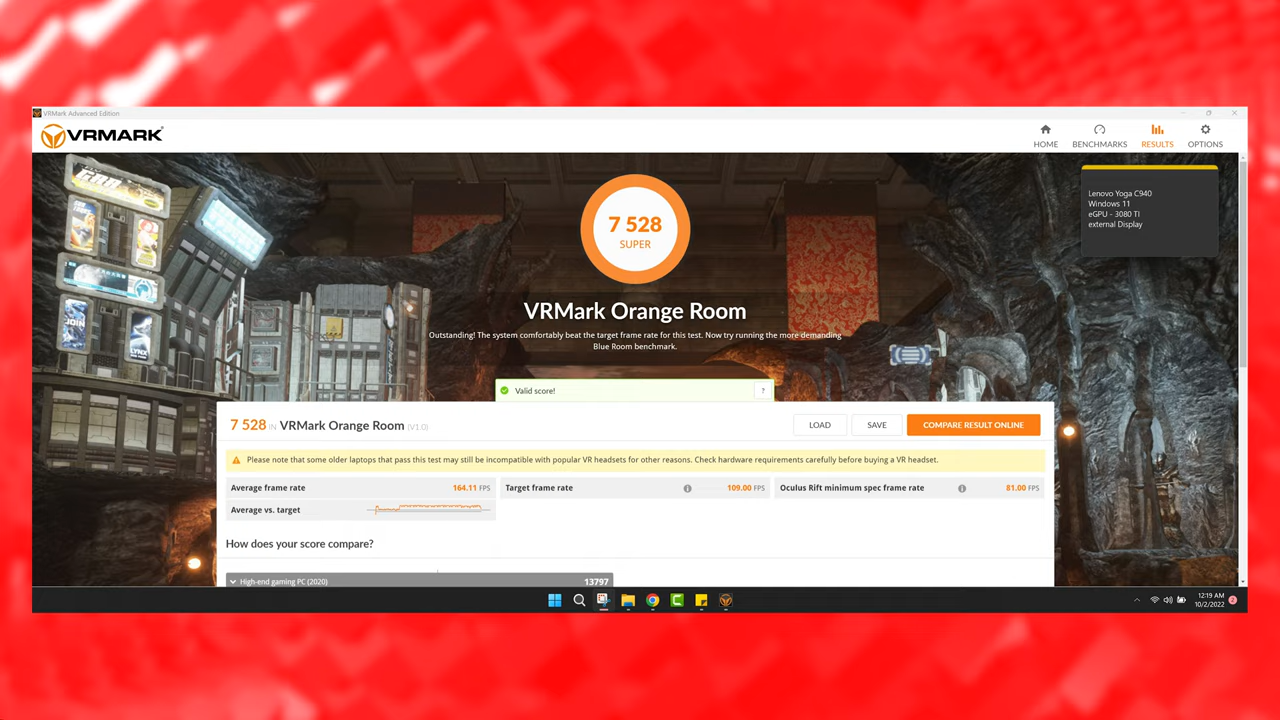 VRMark Advanced Edition
VRMARK
HOME
BENCHMARKS
RESULTS
OPTIONS
Lenovo Yoga C940
Windows 11
eGPU - 3080 TI
external Display
7 528
SUPER
VRMark Orange Room
Outstanding! The system comfortably beat the target frame rate for this test. Now try running the more demanding
Blue Room benchmark.
Valid score!
?
7 528 IN VRMark Orange Room (V1.0)
LOAD
SAVE
COMPARE RESULT ONLINE
Please note that some older laptops that pass this test may still be incompatible with popular VR headsets for other reasons. Check hardware requirements carefully before buying a VR headset.
Average frame rate 164.11 FPS
Target frame rate 109.00 FPS
Oculus Rift minimum spec frame rate 81.00 FPS
Average vs. target
How does your score compare?
High-end gaming PC (2020) 13797
12:19 AM
10/2/2022
2
JOIN
LYNX